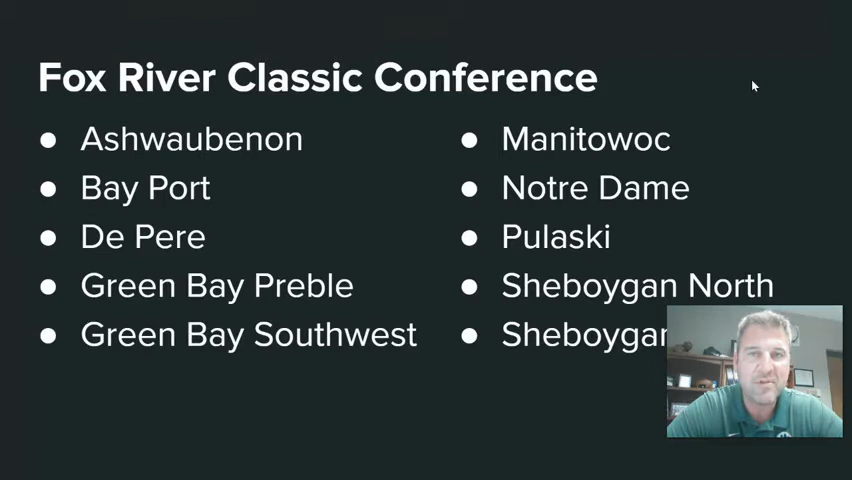 Fox River Classic Conference
● Ashwaubenon
● Bay Port
● De Pere
● Green Bay Preble
● Green Bay Southwest
● Manitowoc
● Notre Dame
● Pulaski
● Sheboygan North
● Sheboygan